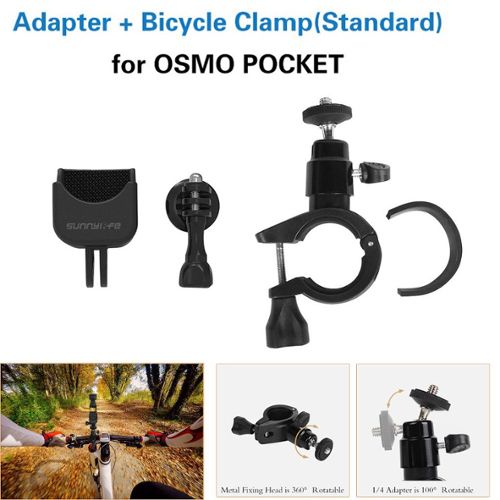 Adapter + Bicycle Clamp(Standard)
for OSMO POCKET
sunnylife
Metal Fixing Head is 360° Rotatable
1/4 Adapter is 100° Rotatable